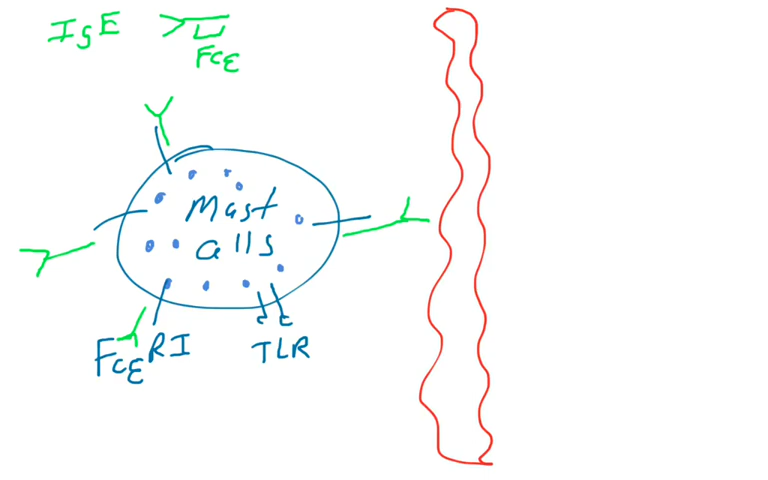 IgE
Fcε
Mast
cells
FcεRI
TLR